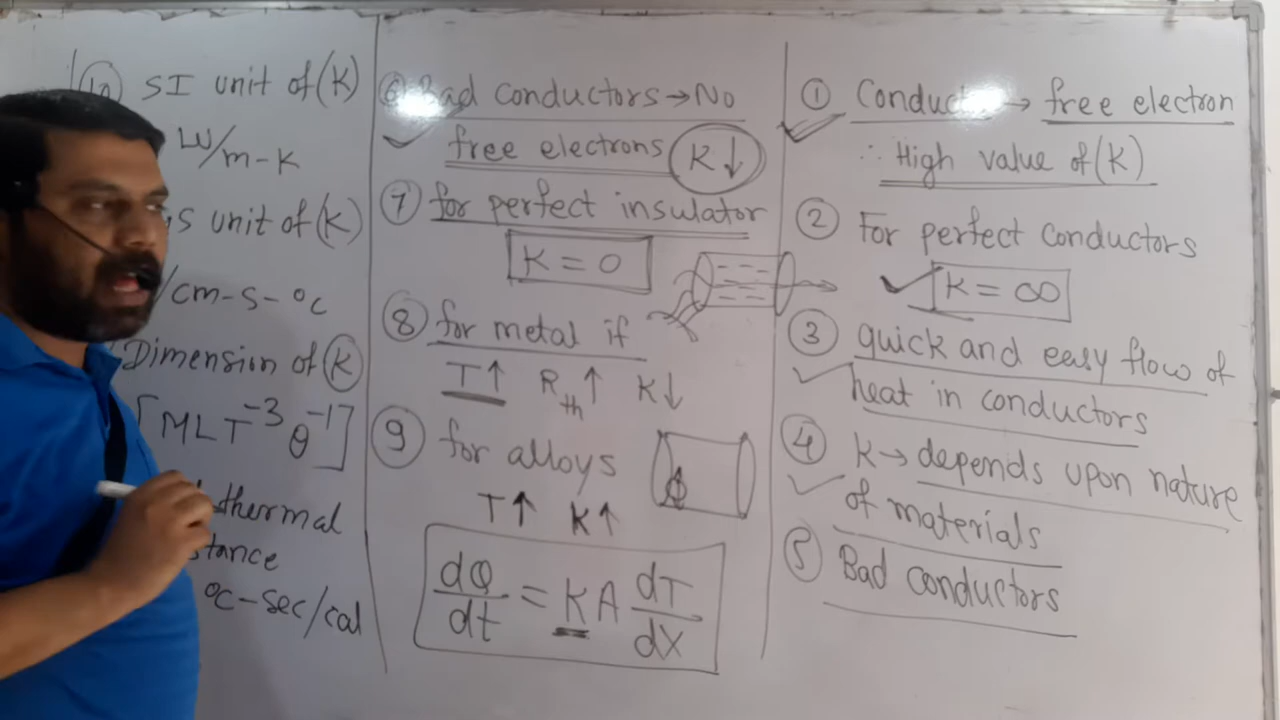 (10) SI unit of (K)
W/m-K
S unit of (K)
/cm-s-°c
Dimension of (K)
[MLT⁻³ θ⁻¹]
thermal
°c-sec/cal
(6) Bad conductors → No
free electrons (K↓)
(7) for perfect insulator
K = 0
(8) for metal if
T↑ Rth↑ K↓
(9) for alloys
T↑ K↑
dQ/dt = KA dT/dX
(1) Conduct → free electron
∴ High value of (K)
(2) For perfect Conductors
K = ∞
(3) quick and easy flow of
heat in conductors
(4) K → depends upon nature
of materials
(5) Bad conductors